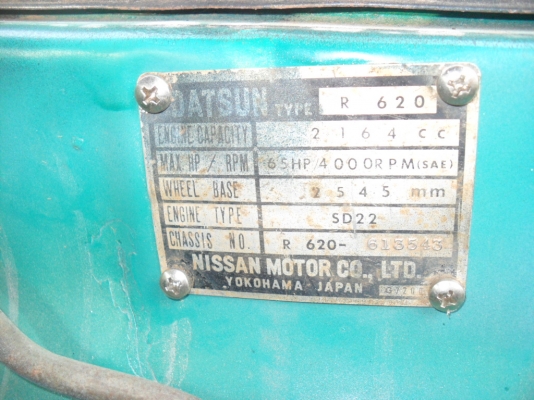 DATSUN TYPE R 620
ENGINE CAPACITY 2164 cc
MAX. HP / RPM 65HP/4000RPM(SAE)
WHEEL BASE 2545 mm
ENGINE TYPE SD22
CHASSIS NO. R 620-
NISSAN MOTOR CO., LTD.
YOKOHAMA JAPAN